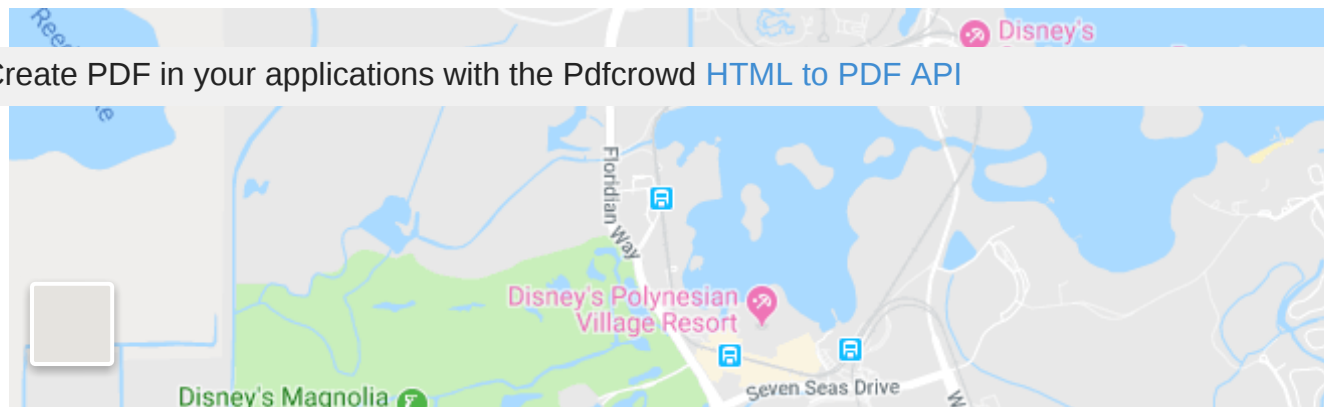 Disney's
Create PDF in your applications with the Pdfcrowd HTML to PDF API
Floridian Way
Disney's Polynesian
Village Resort
Seven Seas Drive
Disney's Magnolia